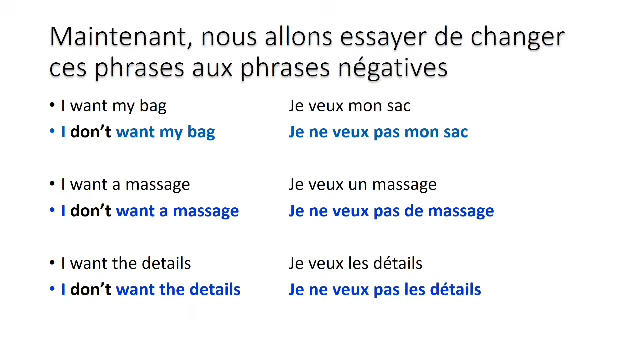 Maintenant, nous allons essayer de changer
ces phrases aux phrases négatives
• I want my bag Je veux mon sac
• I don't want my bag Je ne veux pas mon sac
• I want a massage Je veux un massage
• I don't want a massage Je ne veux pas de massage
• I want the details Je veux les détails
• I don't want the details Je ne veux pas les détails